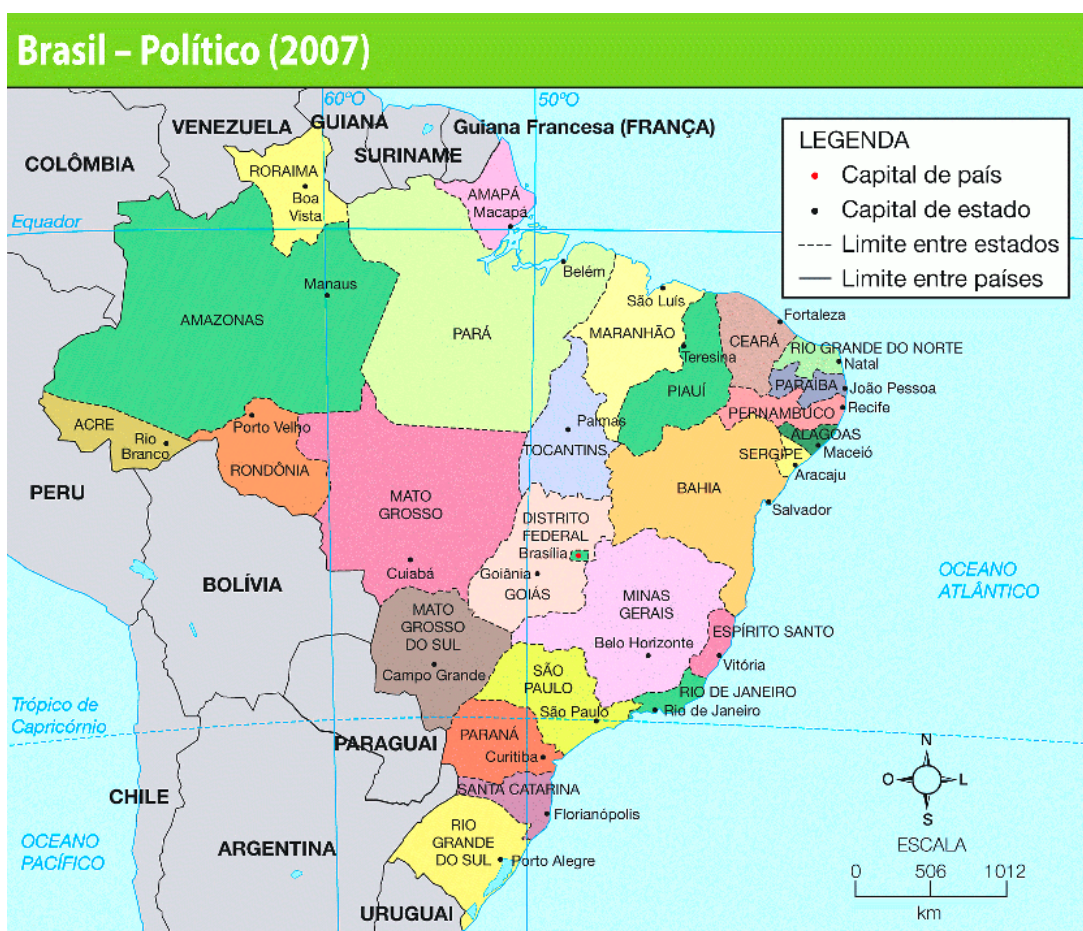 Brasil – Político (2007)
60ºO
50ºO
VENEZUELA
GUIANA
Guiana Francesa (FRANÇA)
COLÔMBIA
SURINAME
LEGENDA
Capital de país
Capital de estado
Limite entre estados
Limite entre países
RORAIMA
Boa
Vista
AMAPÁ
Macapá
Equador
Belém
Manaus
São Luís
AMAZONAS
PARÁ
MARANHÃO
Fortaleza
CEARÁ
Teresina
RIO GRANDE DO NORTE
Natal
PIAUÍ
PARAÍBA
João Pessoa
PERNAMBUCO
Recife
ACRE
Rio
Branco
Porto Velho
Palmas
ALAGOAS
Maceió
TOCANTINS
SERGIPE
Aracaju
RONDÔNIA
PERU
MATO
GROSSO
BAHIA
Salvador
DISTRITO
FEDERAL
Brasília
Cuiabá
Goiânia
GOIÁS
BOLÍVIA
OCEANO
ATLÂNTICO
MINAS
GERAIS
MATO
GROSSO
DO SUL
Belo Horizonte
ESPÍRITO SANTO
Vitória
Campo Grande
SÃO
PAULO
RIO DE JANEIRO
São Paulo
Rio de Janeiro
Trópico de
Capricórnio
PARAGUAI
PARANÁ
Curitiba
N
O
L
S
CHILE
SANTA CATARINA
Florianópolis
OCEANO
PACÍFICO
ARGENTINA
RIO
GRANDE
DO SUL
Porto Alegre
ESCALA
0 506 1012
km
URUGUAI